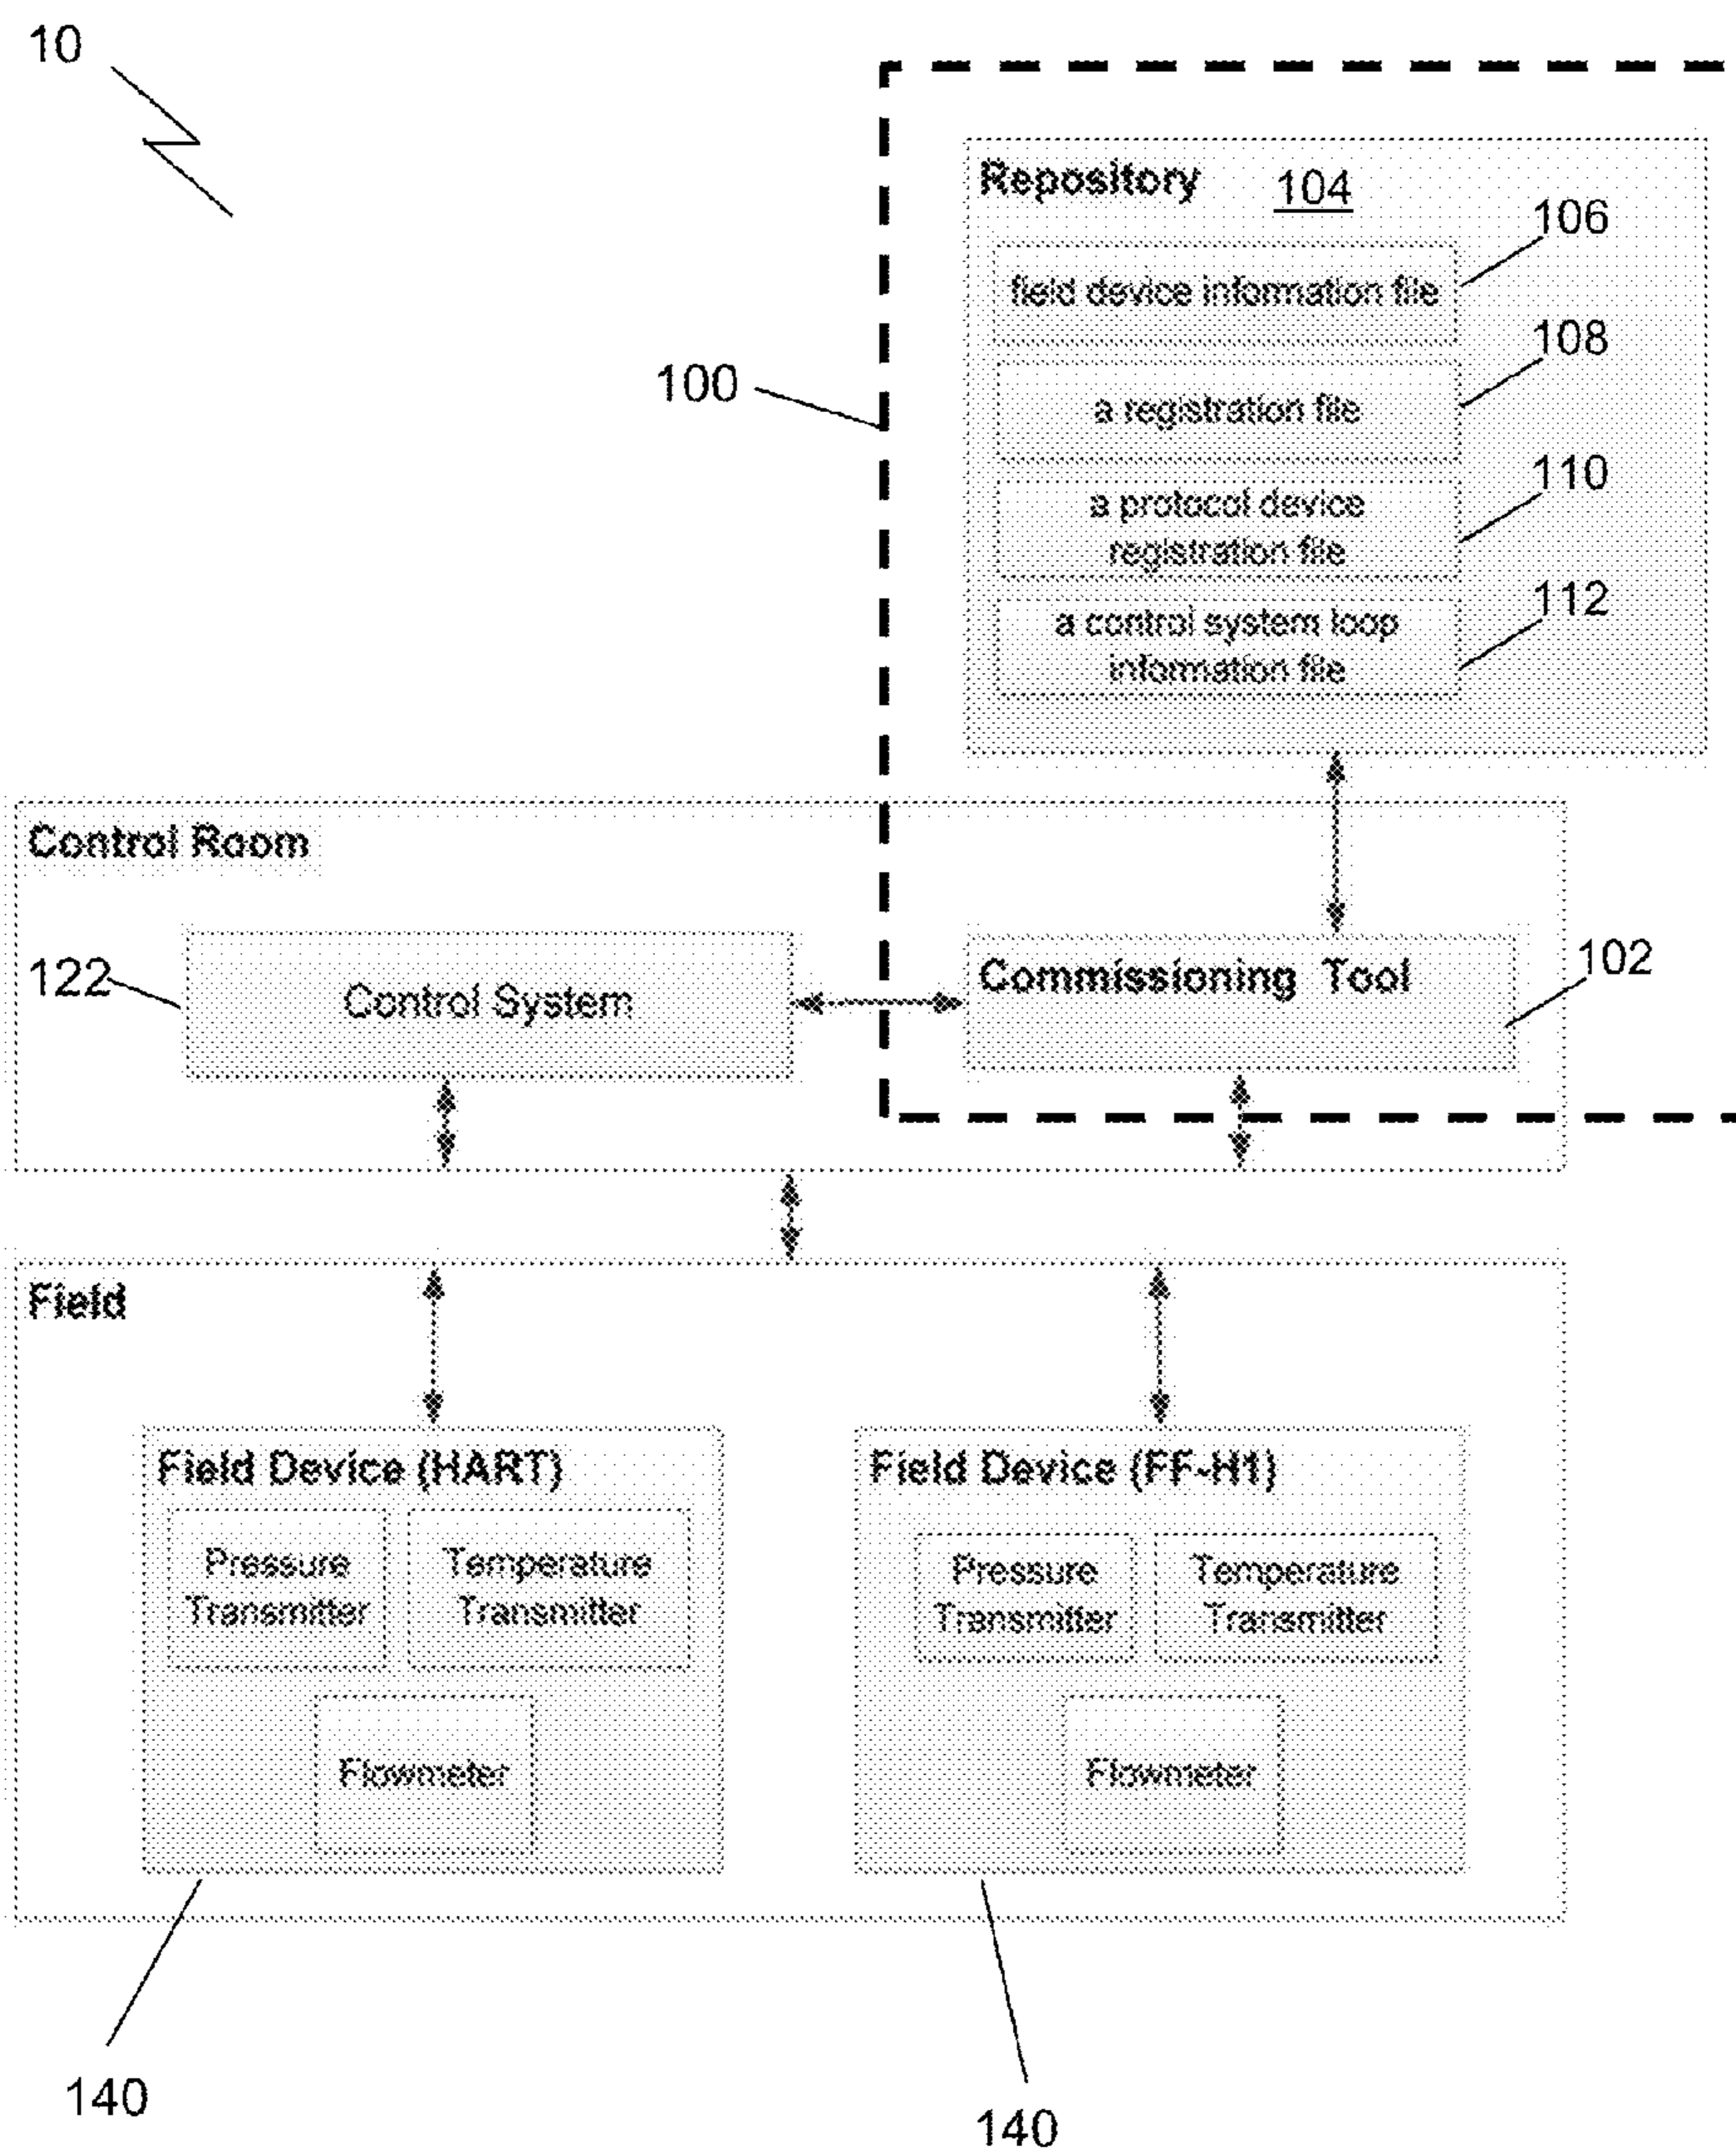 10
Repository 104
106
field device information file
108
100
a registration file
110
a protocol device
registration file
112
a control system loop
information file
Control Room
122
Control System
Commissioning Tool
102
Field
Field Device (HART)
Pressure
Transmitter
Temperature
Transmitter
Flowmeter
Field Device (FF-H1)
Pressure
Transmitter
Temperature
Transmitter
Flowmeter
140
140